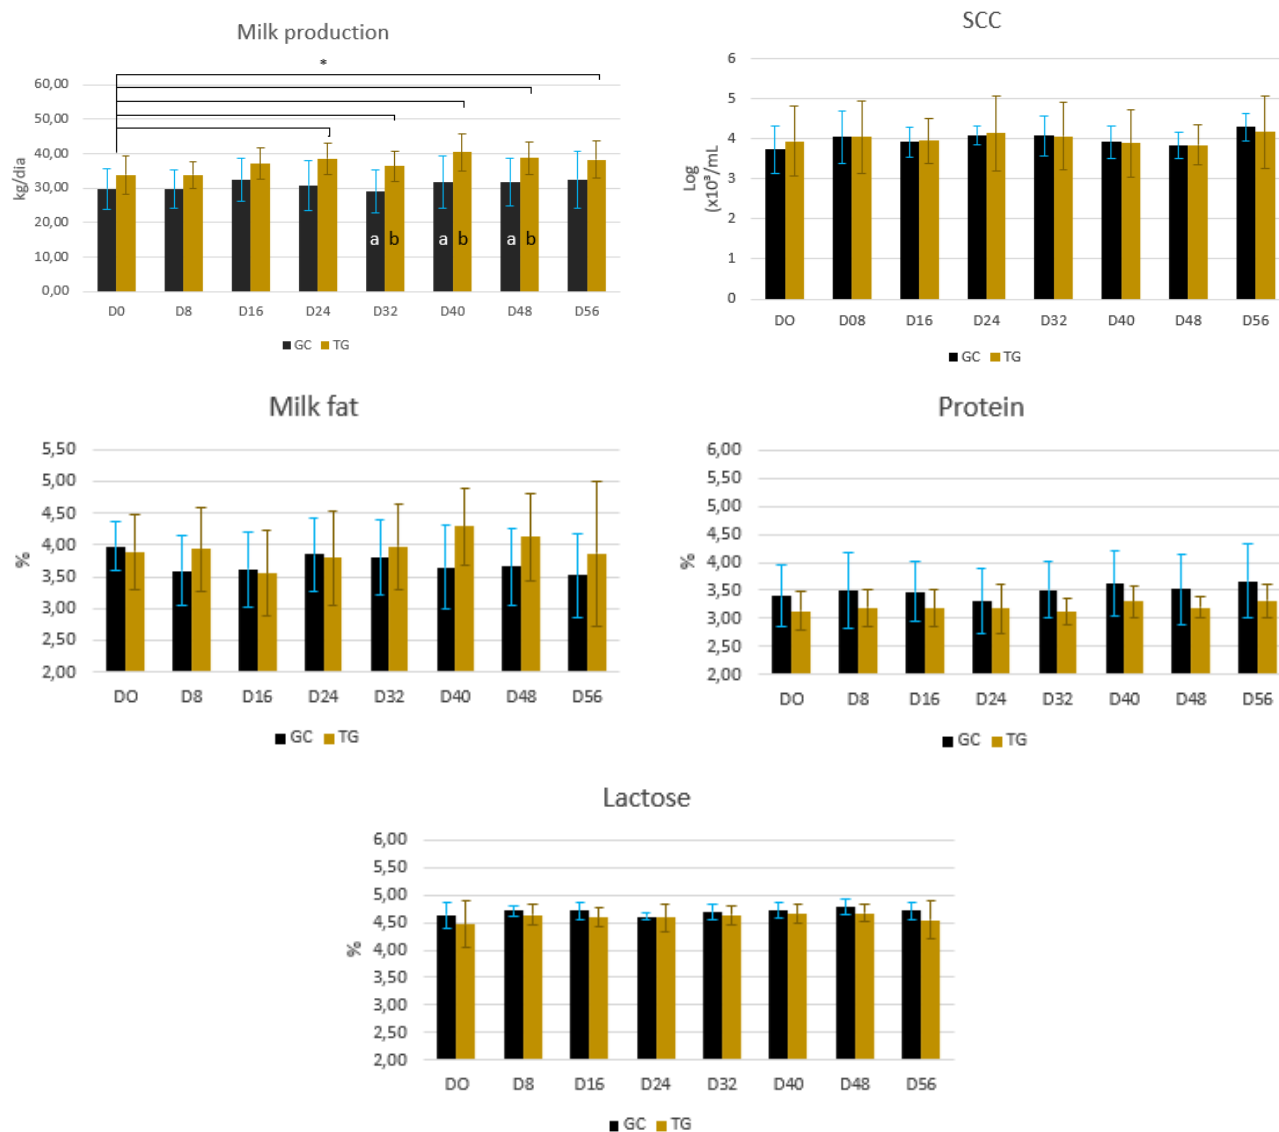 Milk production
*
60,00
50,00
40,00
30,00
20,00
10,00
0,00
kg/dia
a b a b a b
D0 D8 D16 D24 D32 D40 D48 D56
GC TG
SCC
6
5
4
3
2
1
0
Log
(x10³/mL
DO D08 D16 D24 D32 D40 D48 D56
GC TG
Milk fat
5,50
5,00
4,50
4,00
3,50
3,00
2,50
2,00
%
DO D8 D16 D24 D32 D40 D48 D56
GC TG
Protein
6,00
5,50
5,00
4,50
4,00
3,50
3,00
2,50
2,00
%
DO D8 D16 D24 D32 D40 D48 D56
GC TG
Lactose
6,00
5,50
5,00
4,50
4,00
3,50
3,00
2,50
2,00
%
DO D8 D16 D24 D32 D40 D48 D56
GC TG